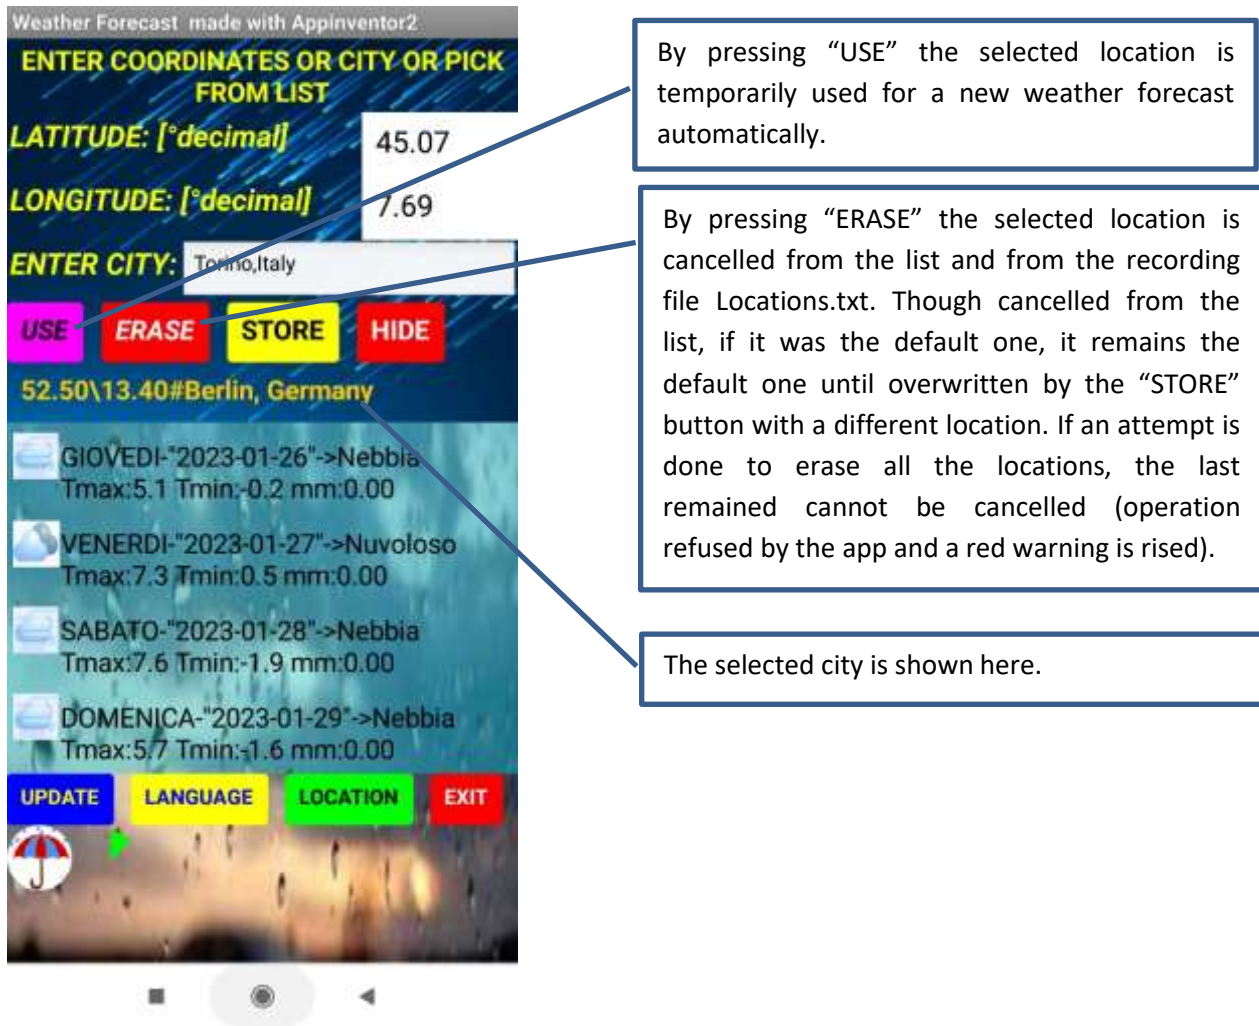 Weather Forecast made with Appinventor2
ENTER COORDINATES OR CITY OR PICK
FROM LIST
LATITUDE: [°decimal]
45.07
LONGITUDE: [°decimal]
7.69
ENTER CITY:
Torino,Italy
USE
ERASE
STORE
HIDE
52.50\13.40#Berlin, Germany
GIOVEDI-"2023-01-26"->Nebbia
Tmax:5.1 Tmin:-0.2 mm:0.00
VENERDI-"2023-01-27"->Nuvoloso
Tmax:7.3 Tmin:0.5 mm:0.00
SABATO-"2023-01-28"->Nebbia
Tmax:7.6 Tmin:-1.9 mm:0.00
DOMENICA-"2023-01-29"->Nebbia
Tmax:5.7 Tmin:-1.6 mm:0.00
UPDATE
LANGUAGE
LOCATION
EXIT
By pressing “USE” the selected location is
temporarily used for a new weather forecast
automatically.
By pressing “ERASE” the selected location is
cancelled from the list and from the recording
file Locations.txt. Though cancelled from the
list, if it was the default one, it remains the
default one until overwritten by the “STORE”
button with a different location. If an attempt is
done to erase all the locations, the last
remained cannot be cancelled (operation
refused by the app and a red warning is rised).
The selected city is shown here.